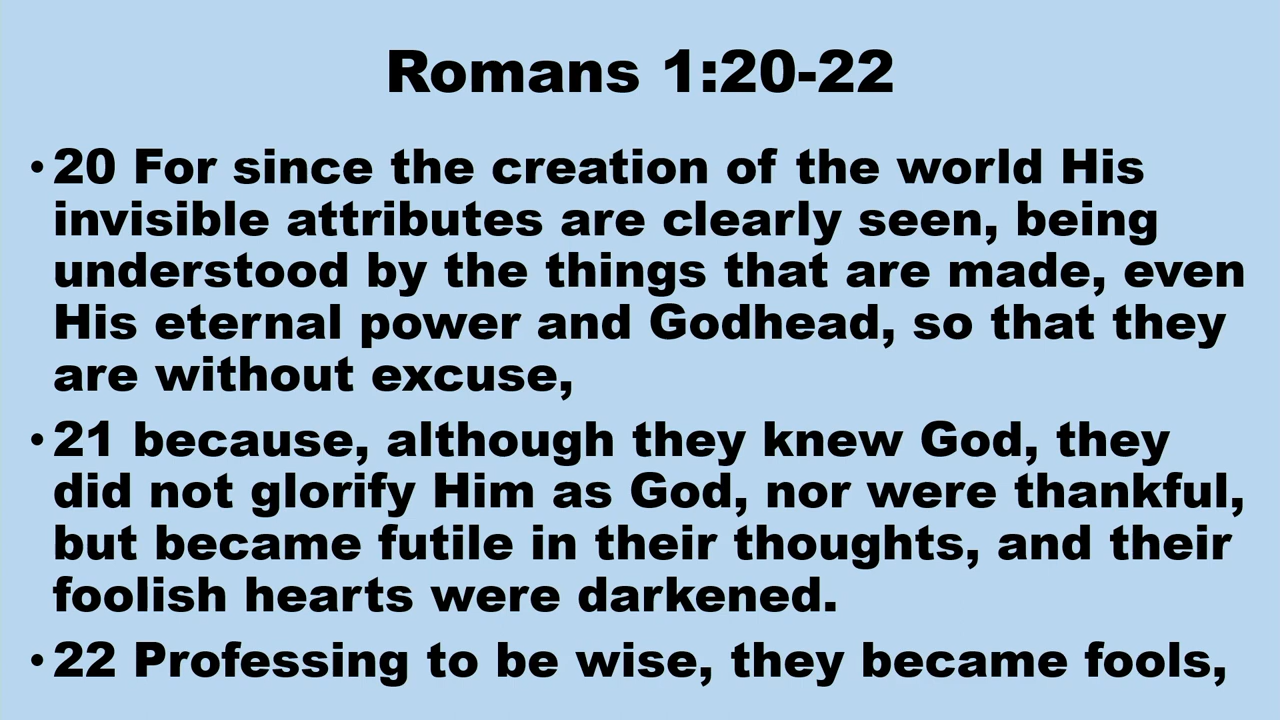 Romans 1:20-22
• 20 For since the creation of the world His
invisible attributes are clearly seen, being
understood by the things that are made, even
His eternal power and Godhead, so that they
are without excuse,
• 21 because, although they knew God, they
did not glorify Him as God, nor were thankful,
but became futile in their thoughts, and their
foolish hearts were darkened.
• 22 Professing to be wise, they became fools,